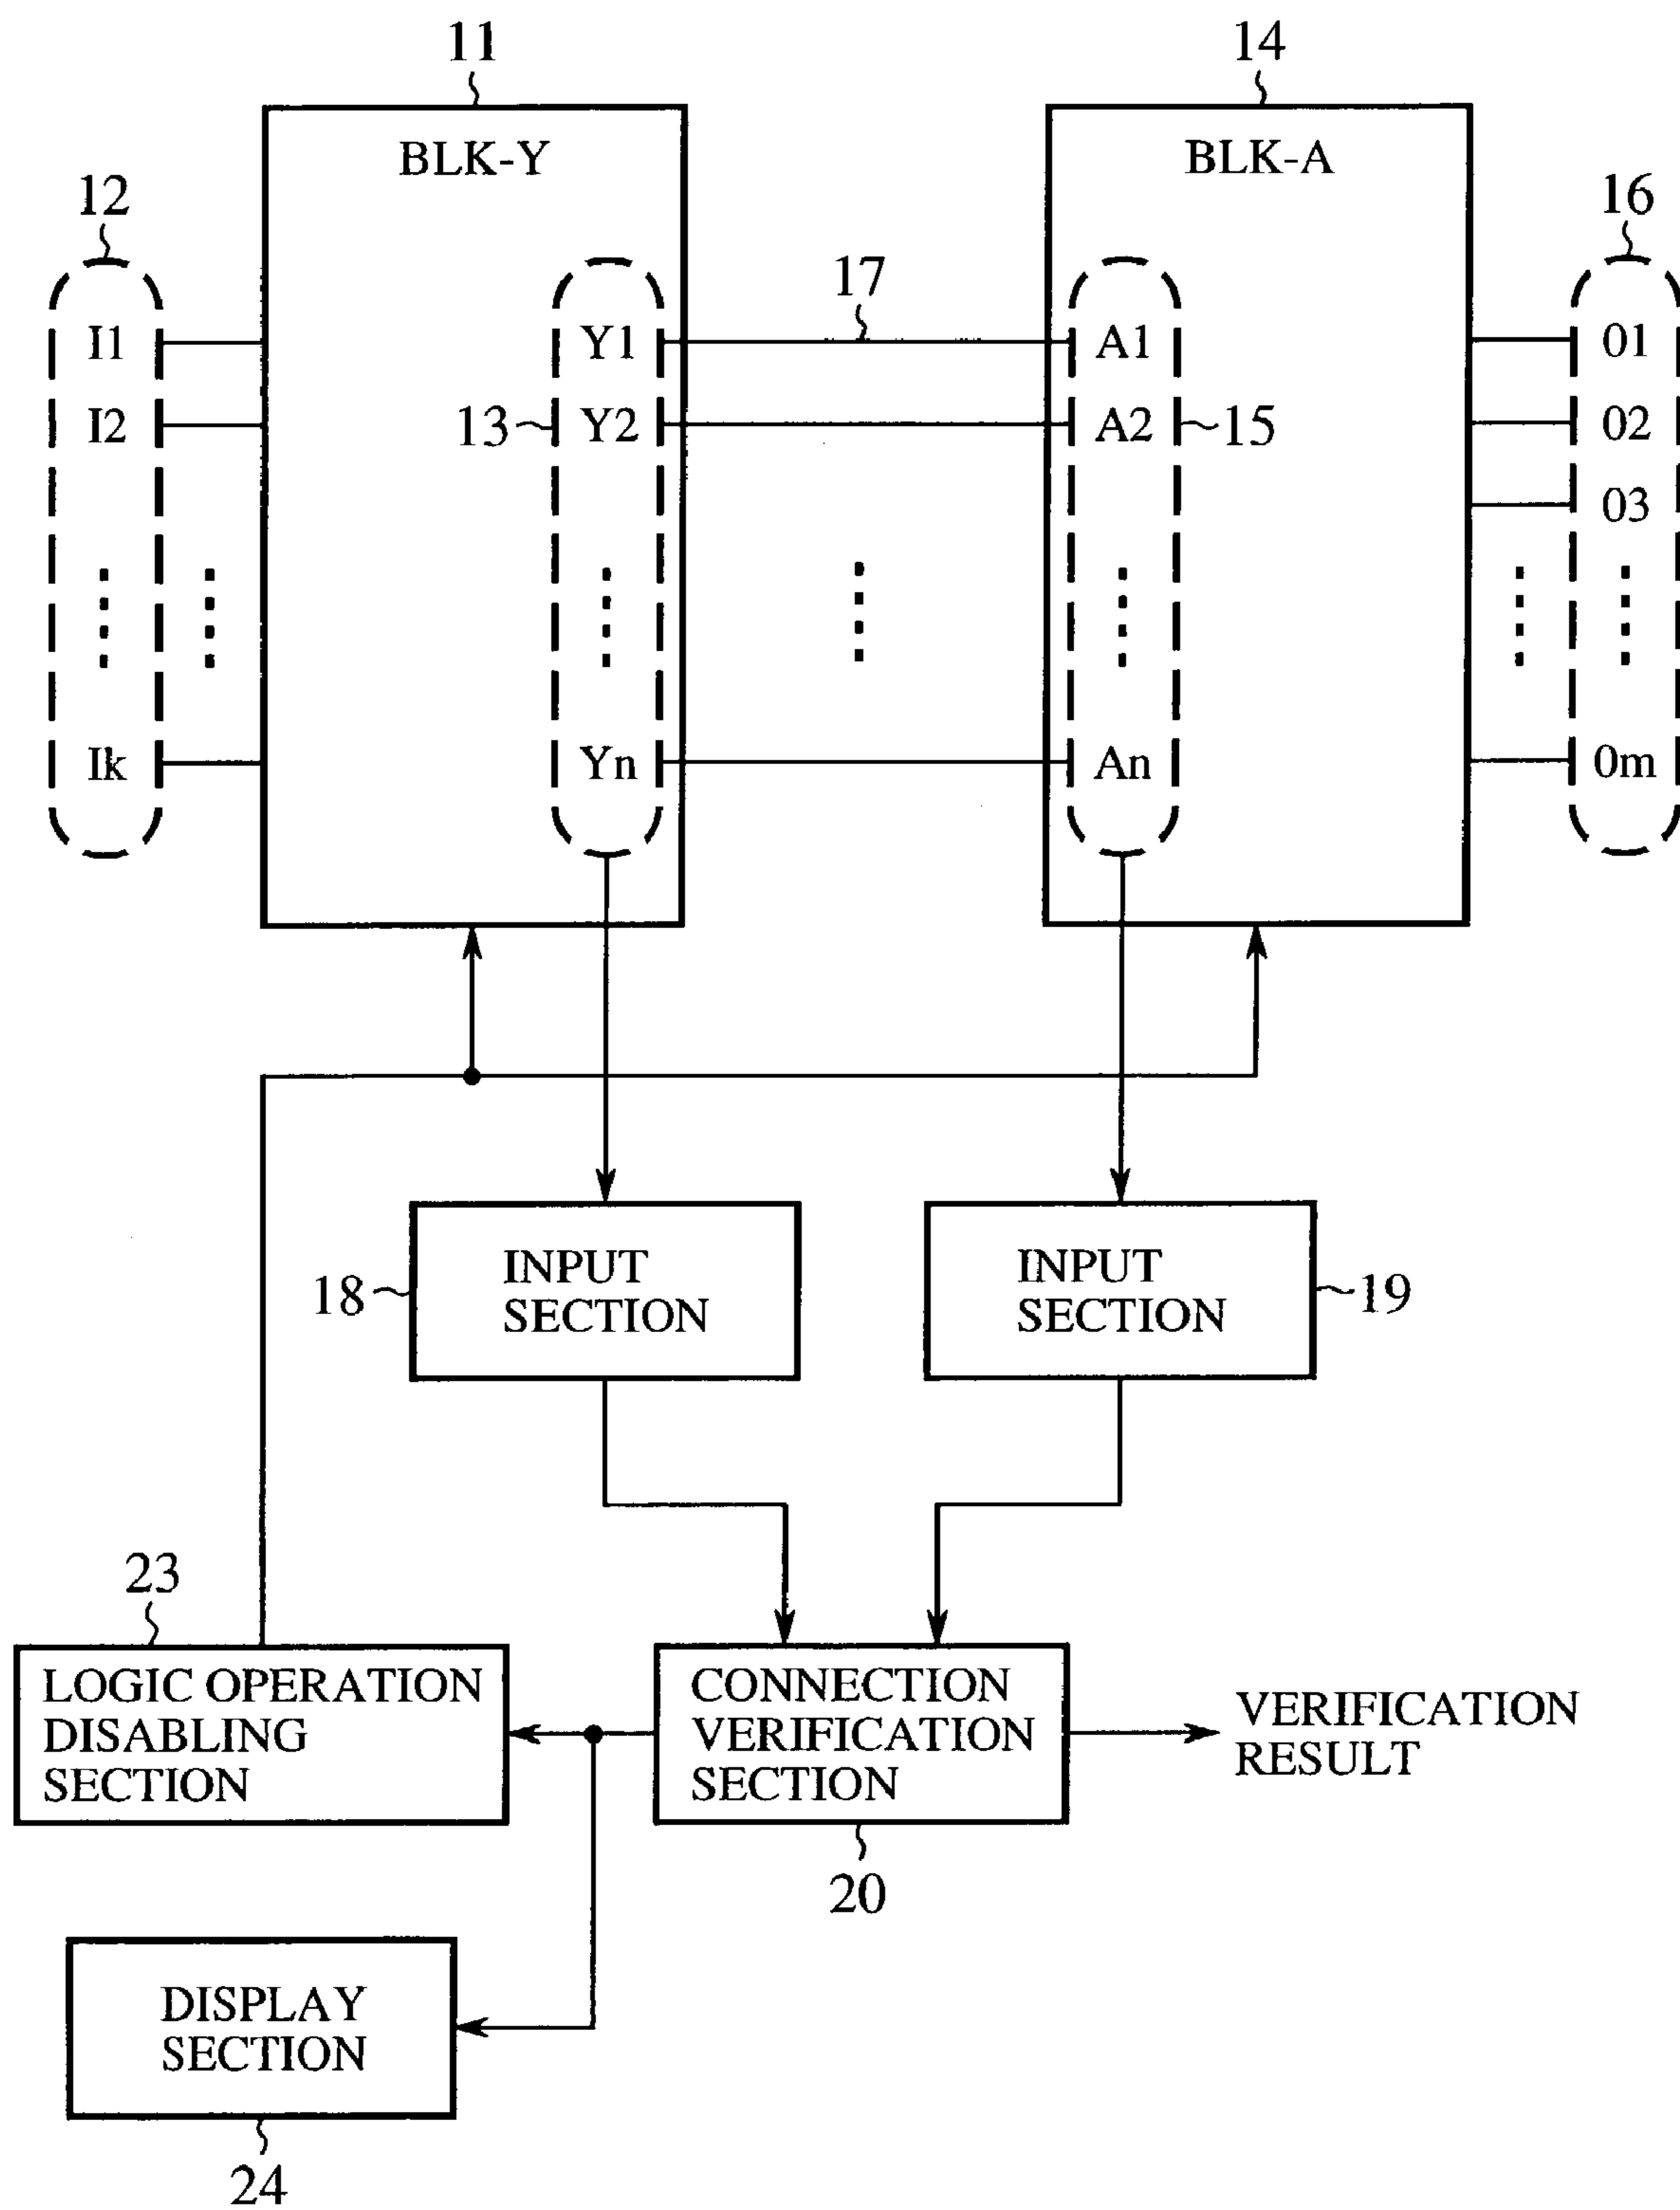 11
14
BLK-Y
BLK-A
12
16
17
I1
Y1
A1
01
13
I2
Y2
A2
15
02
03
Ik
Yn
An
0m
18
INPUT
SECTION
INPUT
SECTION
19
23
LOGIC OPERATION
DISABLING
SECTION
CONNECTION
VERIFICATION
SECTION
VERIFICATION
RESULT
20
DISPLAY
SECTION
24